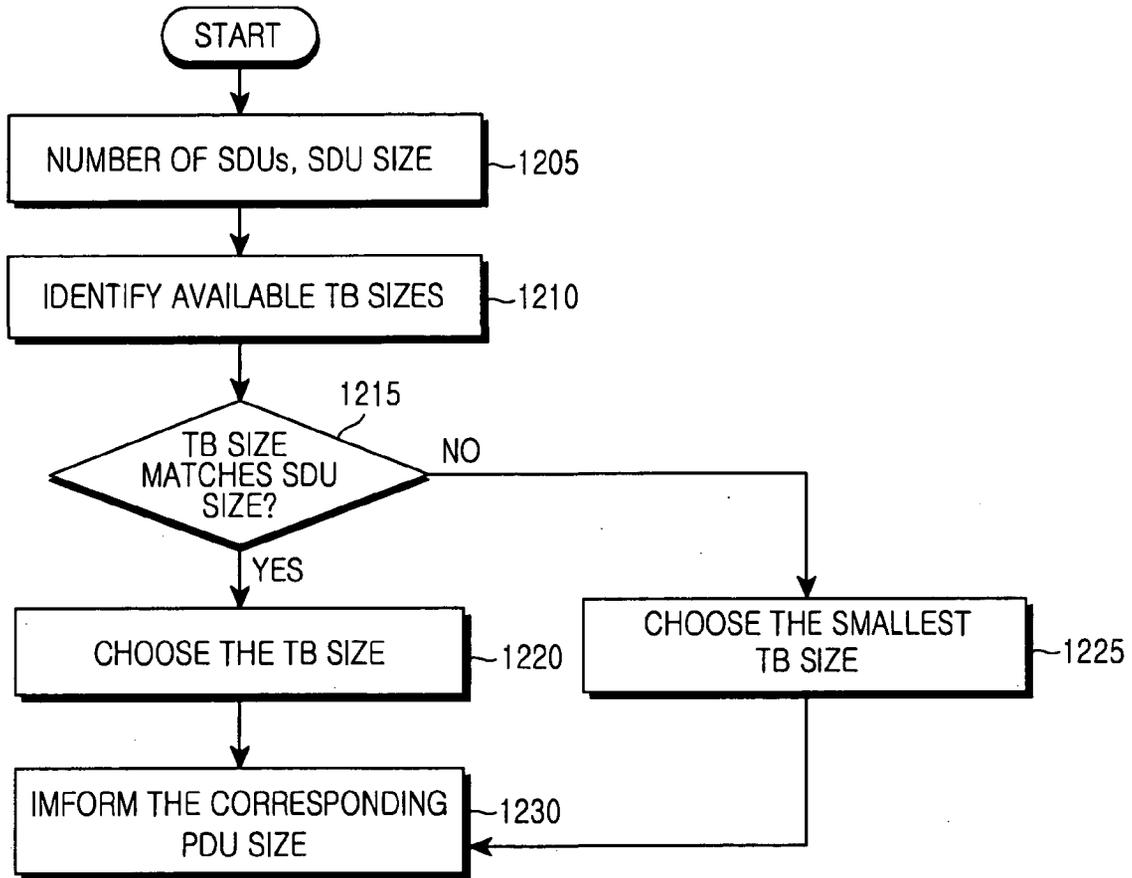 START
NUMBER OF SDUs, SDU SIZE
1205
IDENTIFY AVAILABLE TB SIZES
1210
1215
TB SIZE
MATCHES SDU
SIZE?
NO
YES
CHOOSE THE TB SIZE
1220
CHOOSE THE SMALLEST
TB SIZE
1225
IMFORM THE CORRESPONDING
PDU SIZE
1230